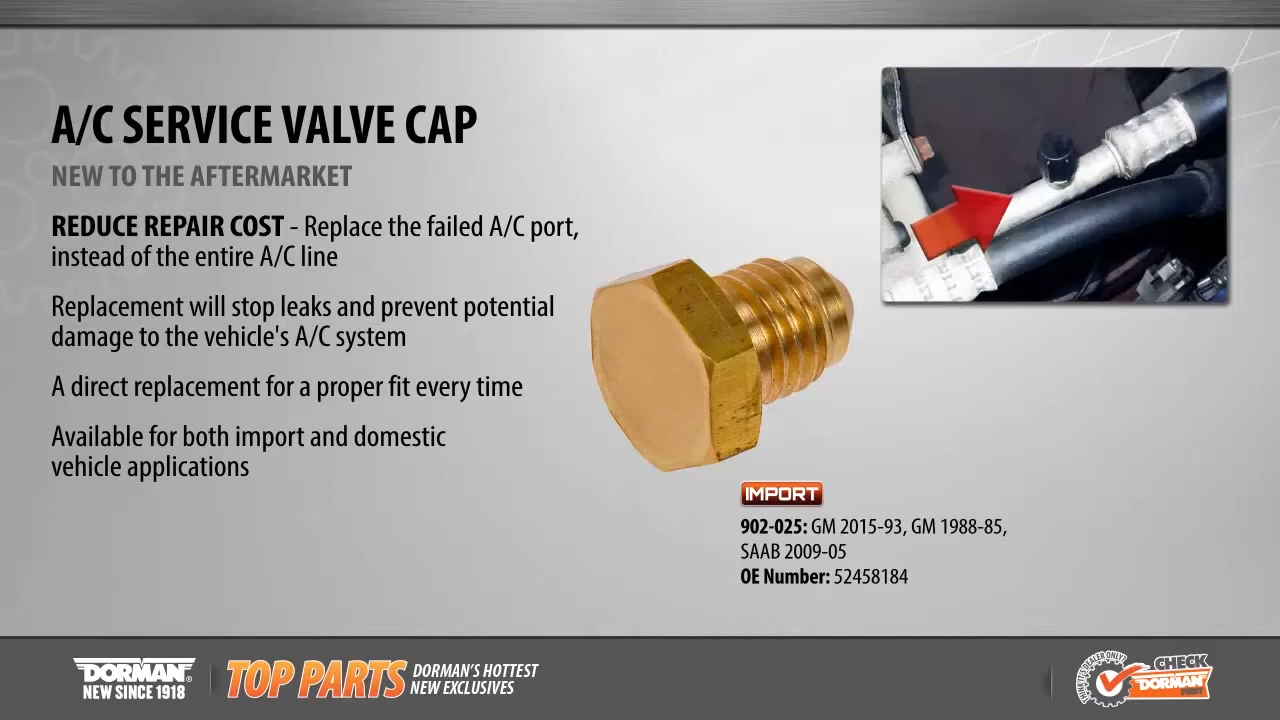 A/C SERVICE VALVE CAP
NEW TO THE AFTERMARKET
REDUCE REPAIR COST - Replace the failed A/C port,
instead of the entire A/C line
Replacement will stop leaks and prevent potential
damage to the vehicle's A/C system
A direct replacement for a proper fit every time
Available for both import and domestic
vehicle applications
IMPORT
902-025: GM 2015-93, GM 1988-85,
SAAB 2009-05
OE Number: 52458184
DORMAN®
NEW SINCE 1918
TOP PARTS
DORMAN'S HOTTEST
NEW EXCLUSIVES
CHECK
DORMAN
FIRST